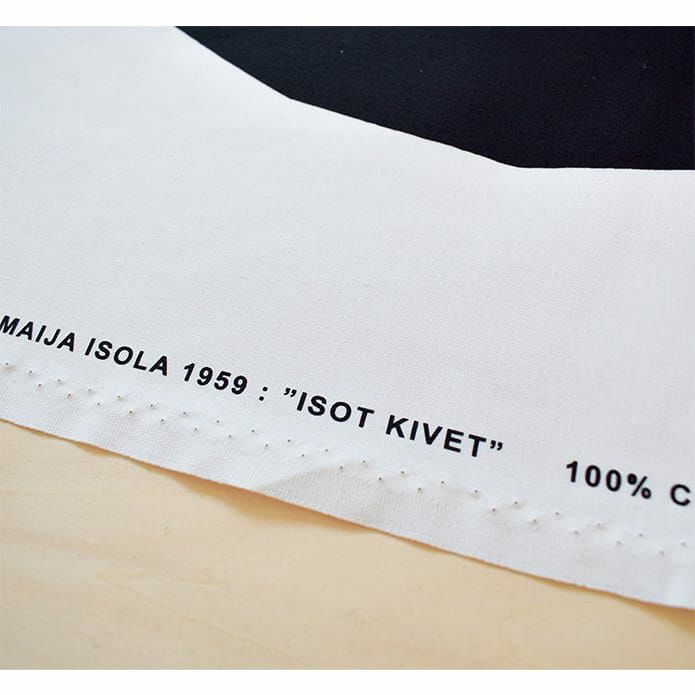 MAIJA ISOLA 1959 : ”ISOT KIVET” 100% C